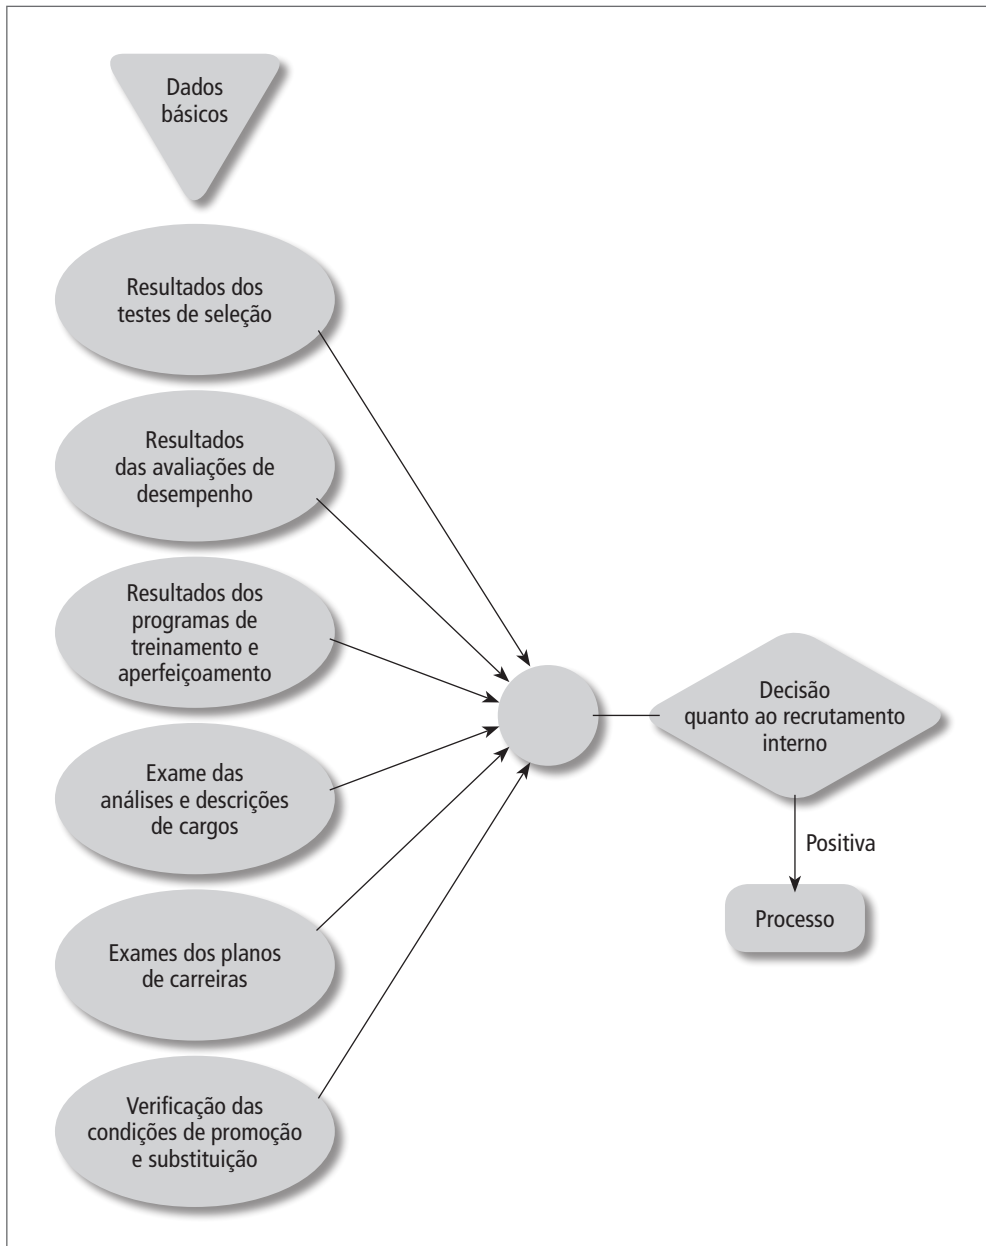 Dados
básicos
Resultados dos
testes de seleção
Resultados
das avaliações de
desempenho
Resultados dos
programas de
treinamento e
aperfeiçoamento
Exame das
análises e descrições
de cargos
Exames dos planos
de carreiras
Verificação das
condições de promoção
e substituição
Decisão
quanto ao recrutamento
interno
Positiva
Processo